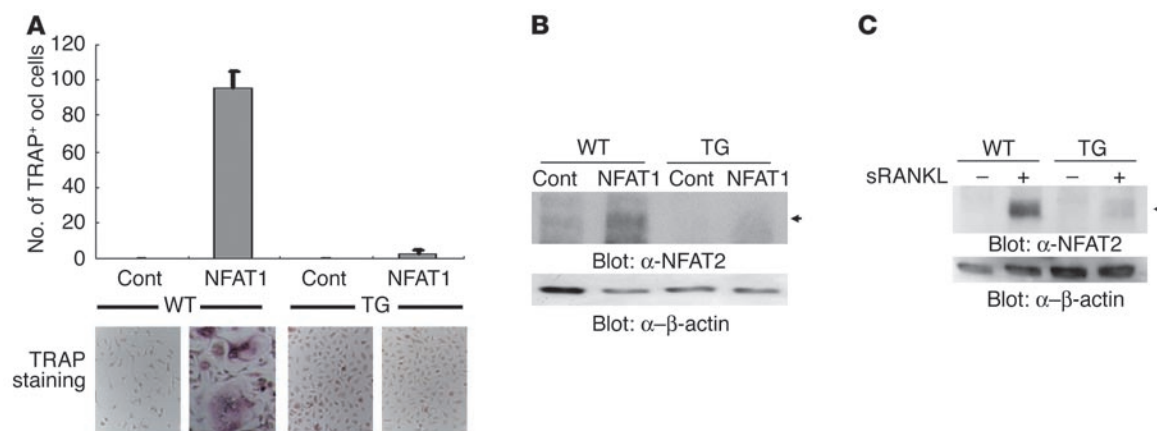 A
No. of TRAP+ ocl cells
120
100
80
60
40
20
0
Cont NFAT1 Cont NFAT1
WT TG
TRAP
staining
B
WT TG
Cont NFAT1 Cont NFAT1
Blot: α-NFAT2
Blot: α–β-actin
C
WT TG
sRANKL – + – +
Blot: α-NFAT2
Blot: α–β-actin